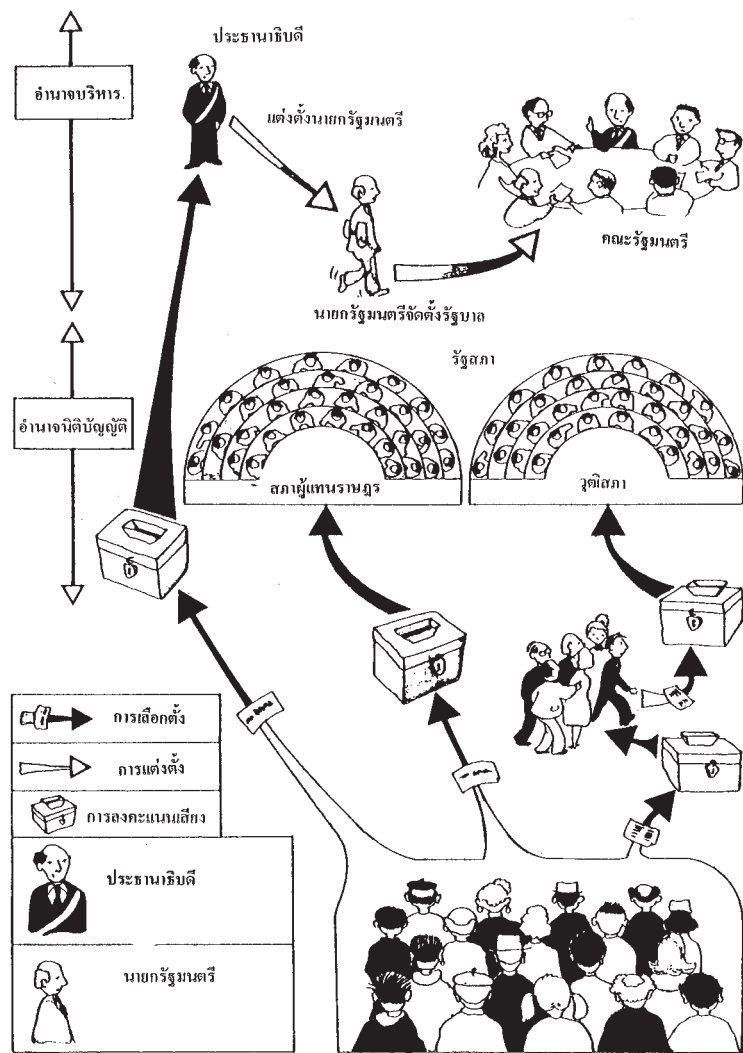 ประธานาธิบดี
อำนาจบริหาร.
แต่งตั้งนายกรัฐมนตรี
คณะรัฐมนตรี
นายกรัฐมนตรีจัดตั้งรัฐบาล
รัฐสภา
อำนาจนิติบัญญัติ
สภาผู้แทนราษฎร
วุฒิสภา
การเลือกตั้ง
การแต่งตั้ง
การลงคะแนนเสียง
ประธานาธิบดี
นายกรัฐมนตรี